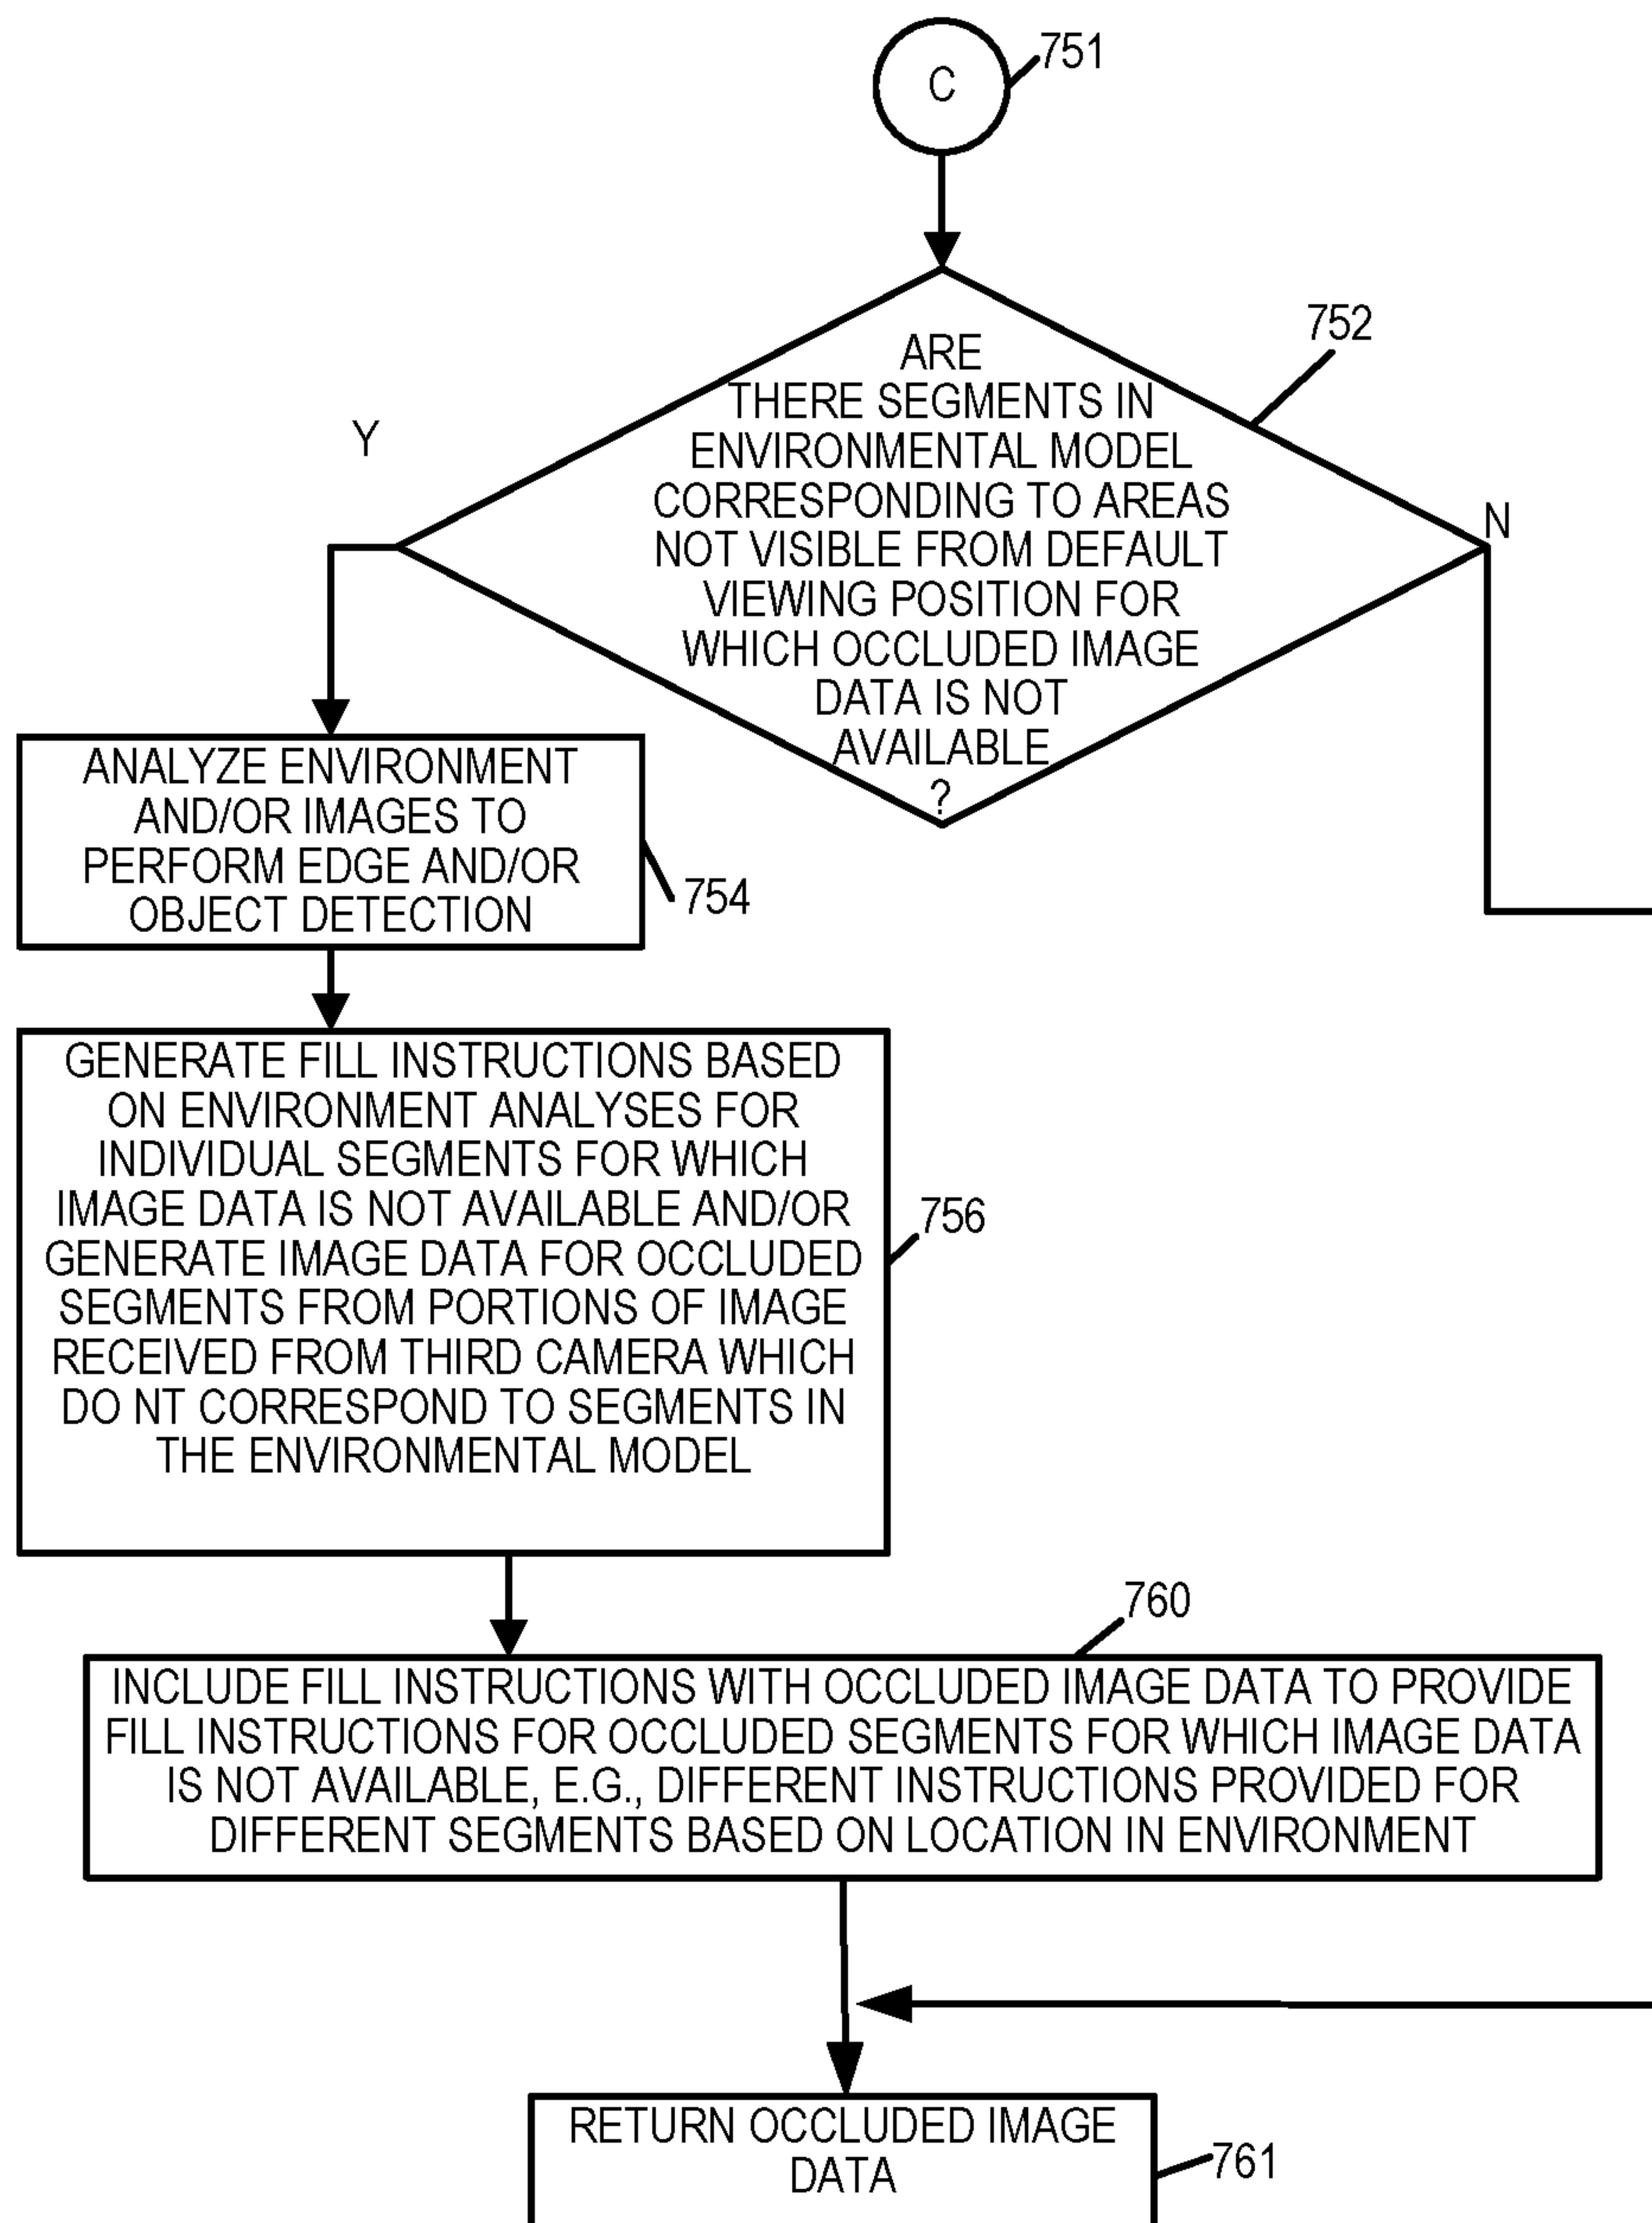 C
751
752
ARE
THERE SEGMENTS IN
ENVIRONMENTAL MODEL
CORRESPONDING TO AREAS
NOT VISIBLE FROM DEFAULT
VIEWING POSITION FOR
WHICH OCCLUDED IMAGE
DATA IS NOT
AVAILABLE
?
Y
N
ANALYZE ENVIRONMENT
AND/OR IMAGES TO
PERFORM EDGE AND/OR
OBJECT DETECTION
754
GENERATE FILL INSTRUCTIONS BASED
ON ENVIRONMENT ANALYSES FOR
INDIVIDUAL SEGMENTS FOR WHICH
IMAGE DATA IS NOT AVAILABLE AND/OR
GENERATE IMAGE DATA FOR OCCLUDED
SEGMENTS FROM PORTIONS OF IMAGE
RECEIVED FROM THIRD CAMERA WHICH
DO NT CORRESPOND TO SEGMENTS IN
THE ENVIRONMENTAL MODEL
756
760
INCLUDE FILL INSTRUCTIONS WITH OCCLUDED IMAGE DATA TO PROVIDE
FILL INSTRUCTIONS FOR OCCLUDED SEGMENTS FOR WHICH IMAGE DATA
IS NOT AVAILABLE, E.G., DIFFERENT INSTRUCTIONS PROVIDED FOR
DIFFERENT SEGMENTS BASED ON LOCATION IN ENVIRONMENT
RETURN OCCLUDED IMAGE
DATA
761